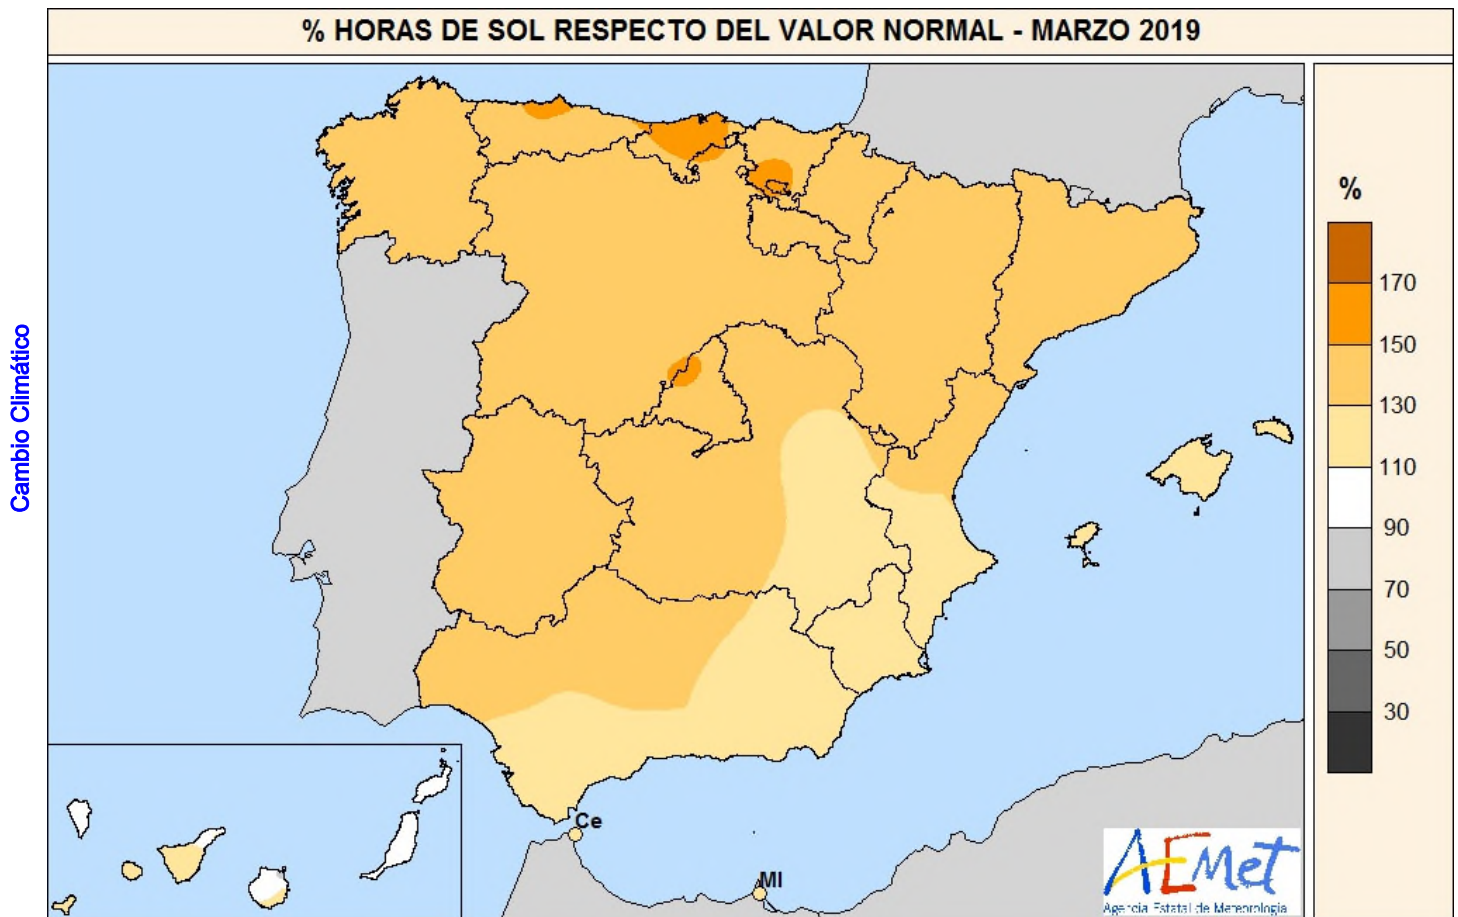 % HORAS DE SOL RESPECTO DEL VALOR NORMAL - MARZO 2019
Cambio Climático
%
170
150
130
110
90
70
50
30
Ce
Ml
AEMet
Agencia Estatal de Meteorología